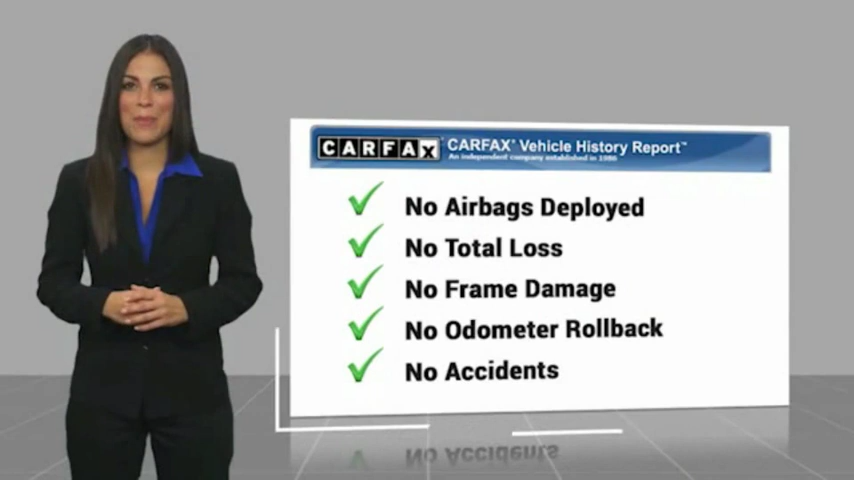 CARFAX CARFAX® Vehicle History Report™
An independent company established in 1986
No Airbags Deployed
No Total Loss
No Frame Damage
No Odometer Rollback
No Accidents
No Accidents